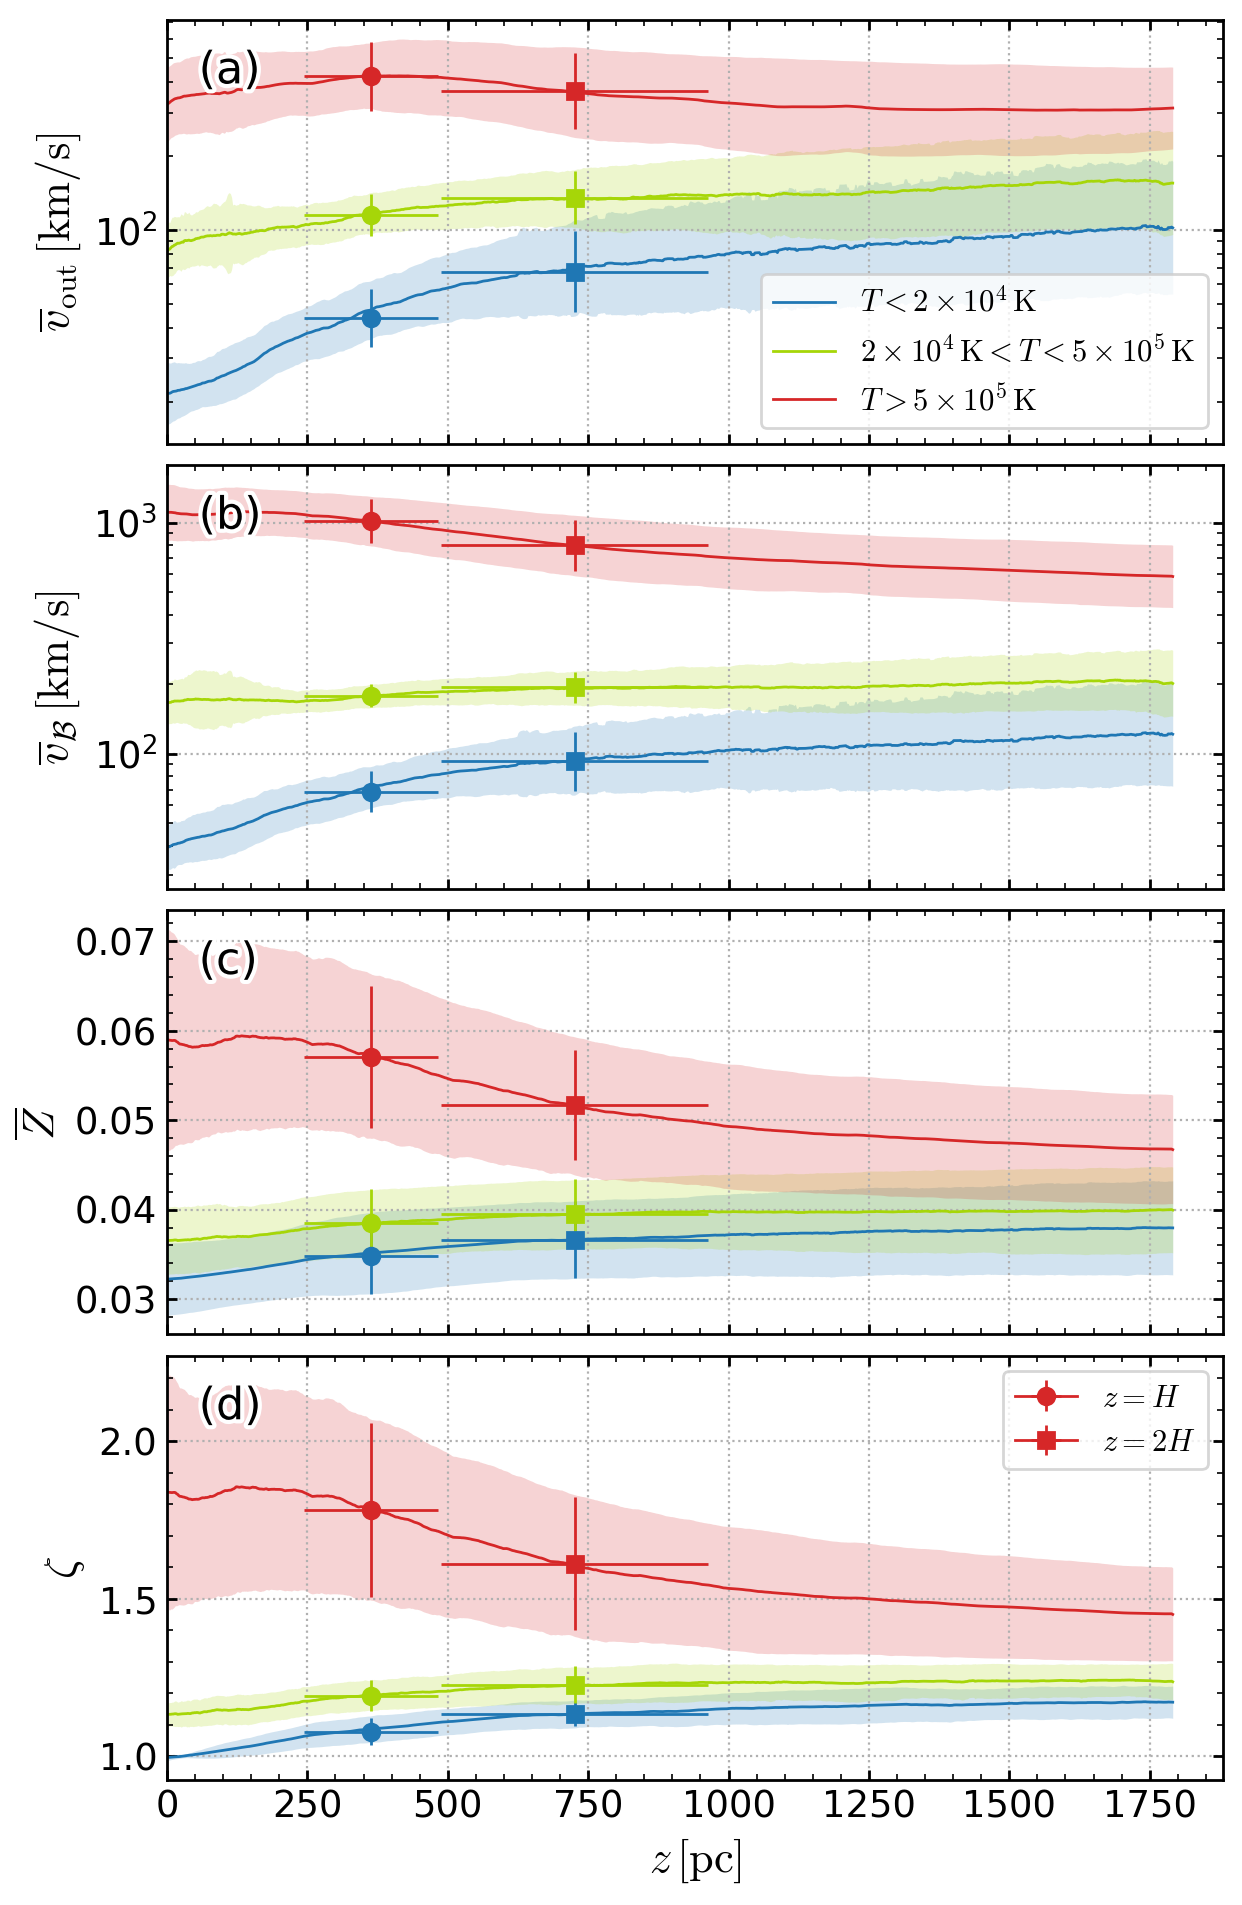 (a)
v̅_out [km/s]
10²
T < 2 × 10⁴ K
2 × 10⁴ K < T < 5 × 10⁵ K
T > 5 × 10⁵ K
(b)
v̅_ℬ [km/s]
10³
10²
(c)
Z̅
0.07
0.06
0.05
0.04
0.03
(d)
ζ
2.0
1.5
1.0
z = H
z = 2H
0 250 500 750 1000 1250 1500 1750
z [pc]